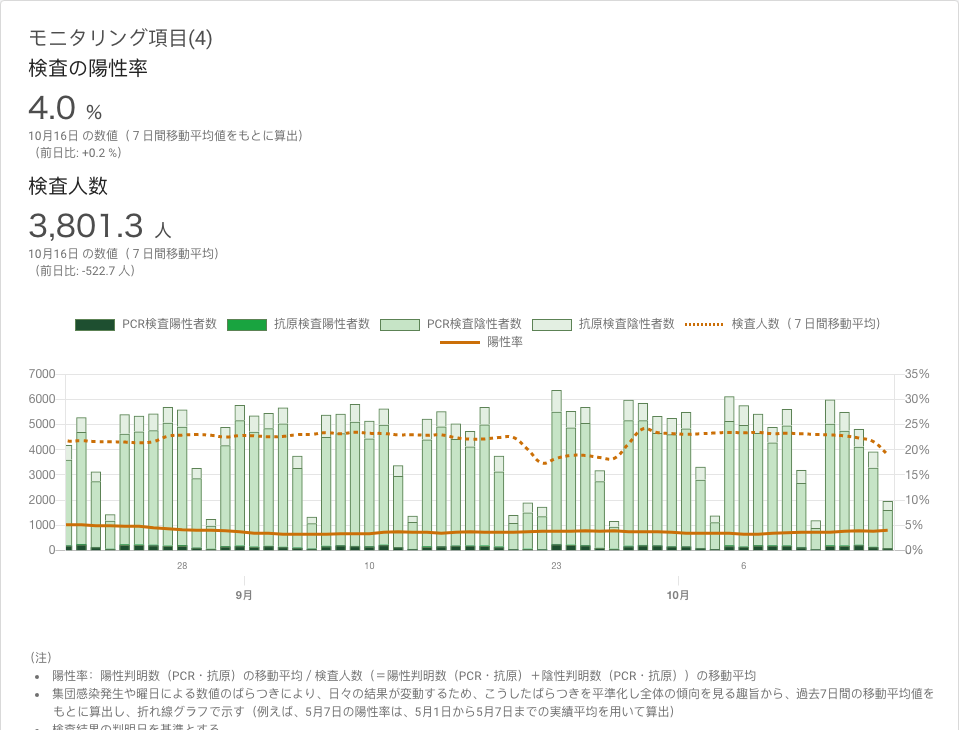 モニタリング項目(4)
検査の陽性率
4.0 %
10月16日 の数値（７日間移動平均値をもとに算出）
（前日比: +0.2 %）
検査人数
3,801.3 人
10月16日 の数値（７日間移動平均）
（前日比: -522.7 人）
PCR検査陽性者数 抗原検査陽性者数 PCR検査陰性者数 抗原検査陰性者数 検査人数（７日間移動平均）
陽性率
7000 35%
6000 30%
5000 25%
4000 20%
3000 15%
2000 10%
1000 5%
0 0%
28 10 23 6
9月 10月
（注）
• 陽性率：陽性判明数（PCR・抗原）の移動平均 / 検査人数（＝陽性判明数（PCR・抗原）＋陰性判明数（PCR・抗原））の移動平均
• 集団感染発生や曜日による数値のばらつきにより、日々の結果が変動するため、こうしたばらつきを平準化し全体の傾向を見る趣旨から、過去7日間の移動平均値を
もとに算出し、折れ線グラフで示す（例えば、5月7日の陽性率は、5月1日から5月7日までの実績平均を用いて算出）
• 検査結果の判明日を基準とする